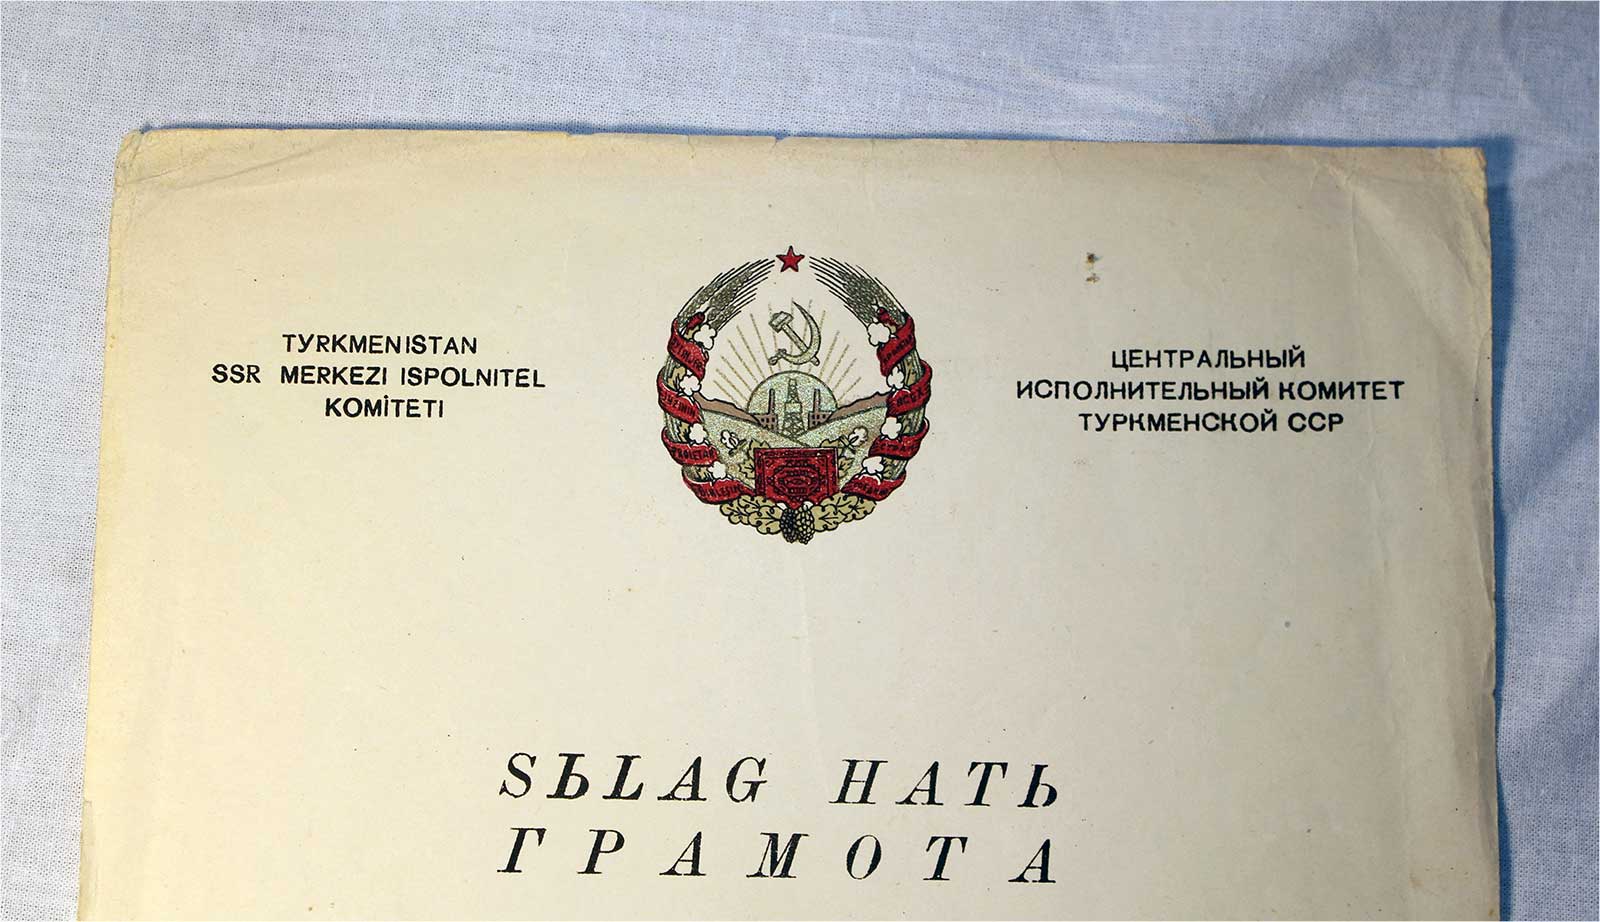 TYRKMENISTAN
SSR MERKEZI ISPOLNITEL
KOMİTETI
ЦЕНТРАЛЬНЫЙ
ИСПОЛНИТЕЛЬНЫЙ КОМИТЕТ
ТУРКМЕНСКОЙ ССР
SЬLAG HATЬ
ГРАМОТА